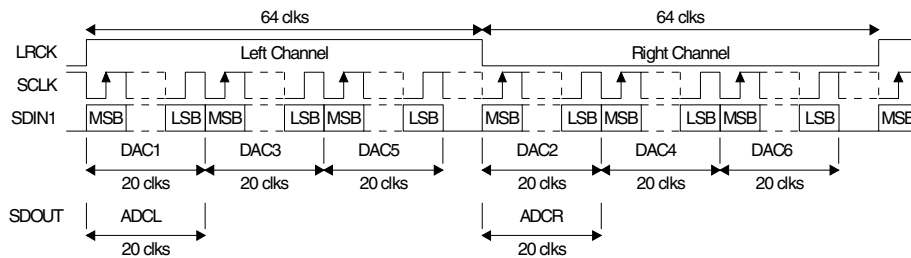 64 clks 64 clks
LRCK Left Channel Right Channel
SCLK
SDIN1 MSB LSB MSB LSB MSB LSB MSB LSB MSB LSB MSB LSB MSB
DAC1 DAC3 DAC5 DAC2 DAC4 DAC6
20 clks 20 clks 20 clks 20 clks 20 clks 20 clks
SDOUT ADCL ADCR
20 clks 20 clks